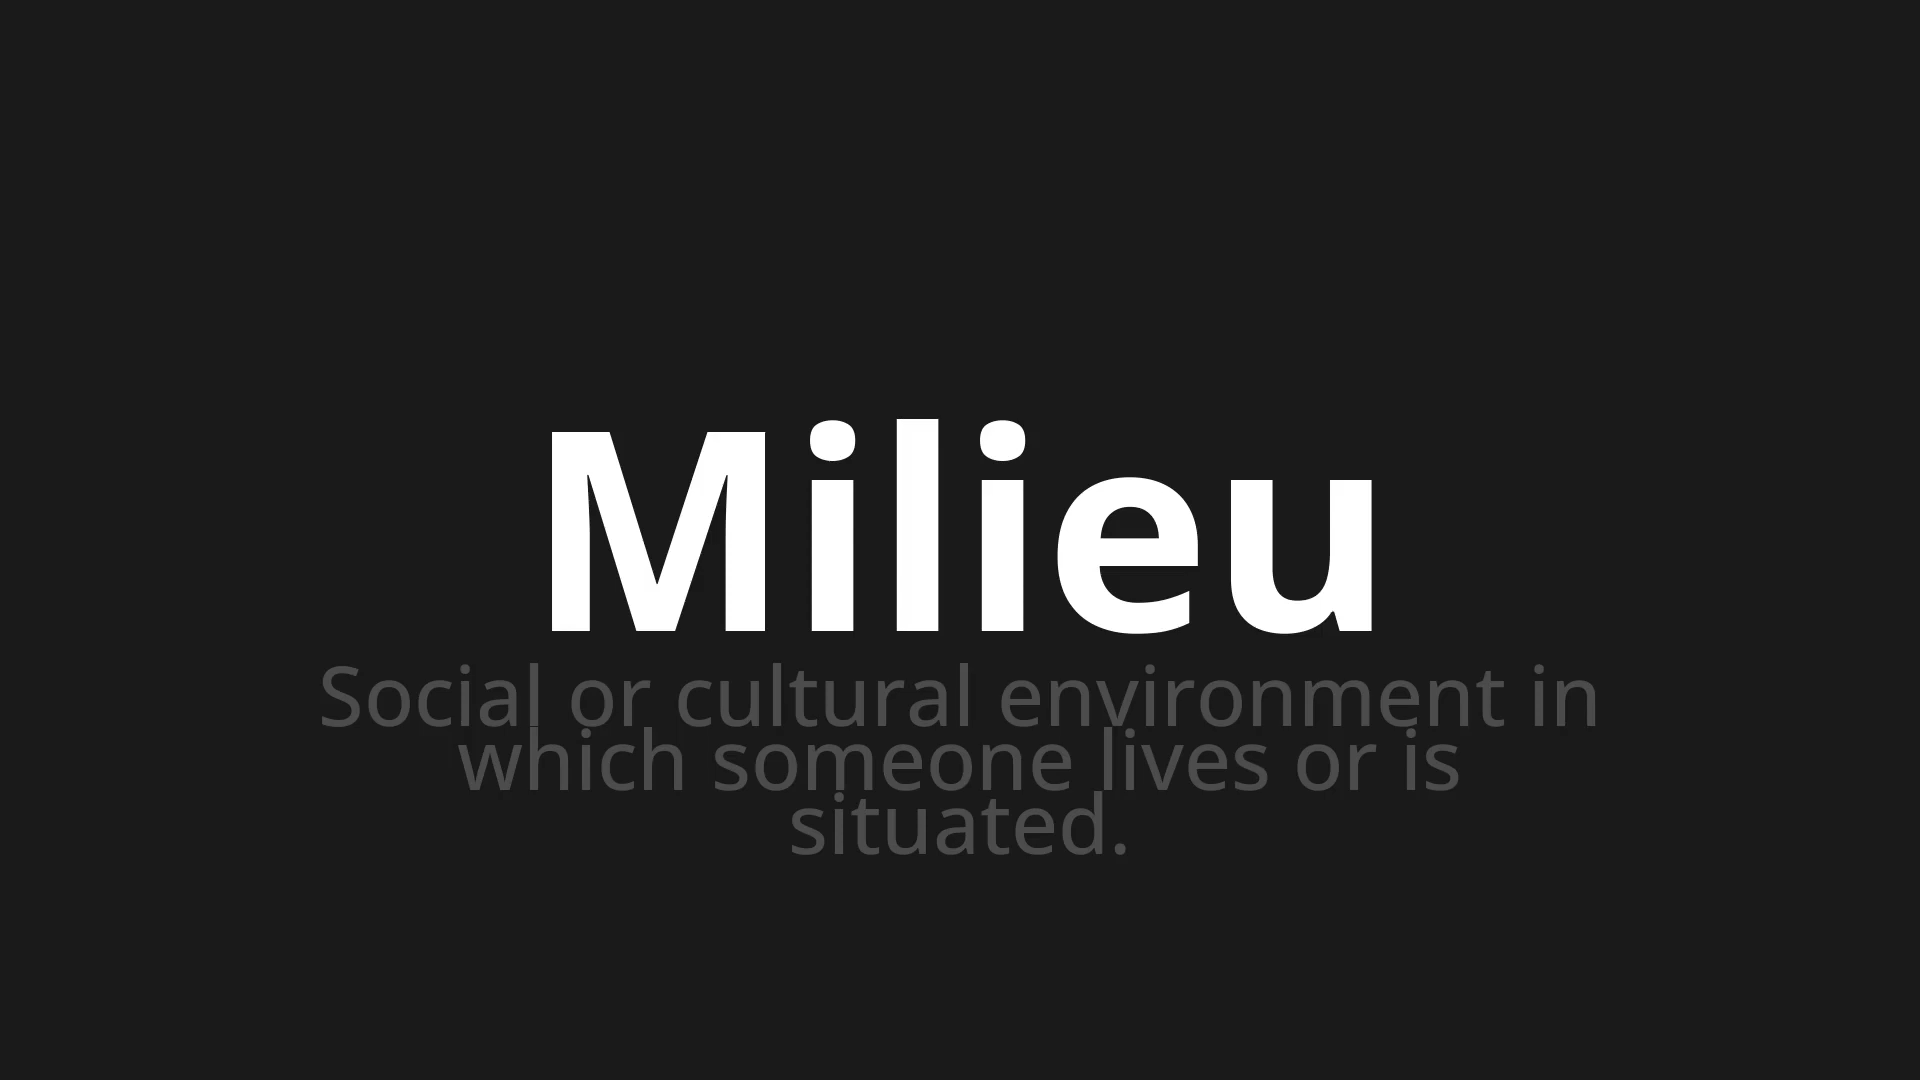 Milieu
Social or cultural environment in
which someone lives or is
situated.